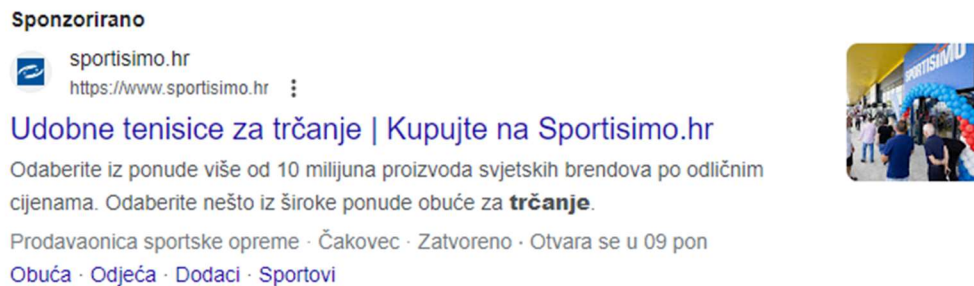 Sponzorirano
sportisimo.hr
https://www.sportisimo.hr
Udobne tenisice za trčanje | Kupujte na Sportisimo.hr
Odaberite iz ponude više od 10 milijuna proizvoda svjetskih brendova po odličnim
cijenama. Odaberite nešto iz široke ponude obuće za trčanje.
Prodavaonica sportske opreme · Čakovec · Zatvoreno · Otvara se u 09 pon
Obuća · Odjeća · Dodaci · Sportovi
SPORTISIMO